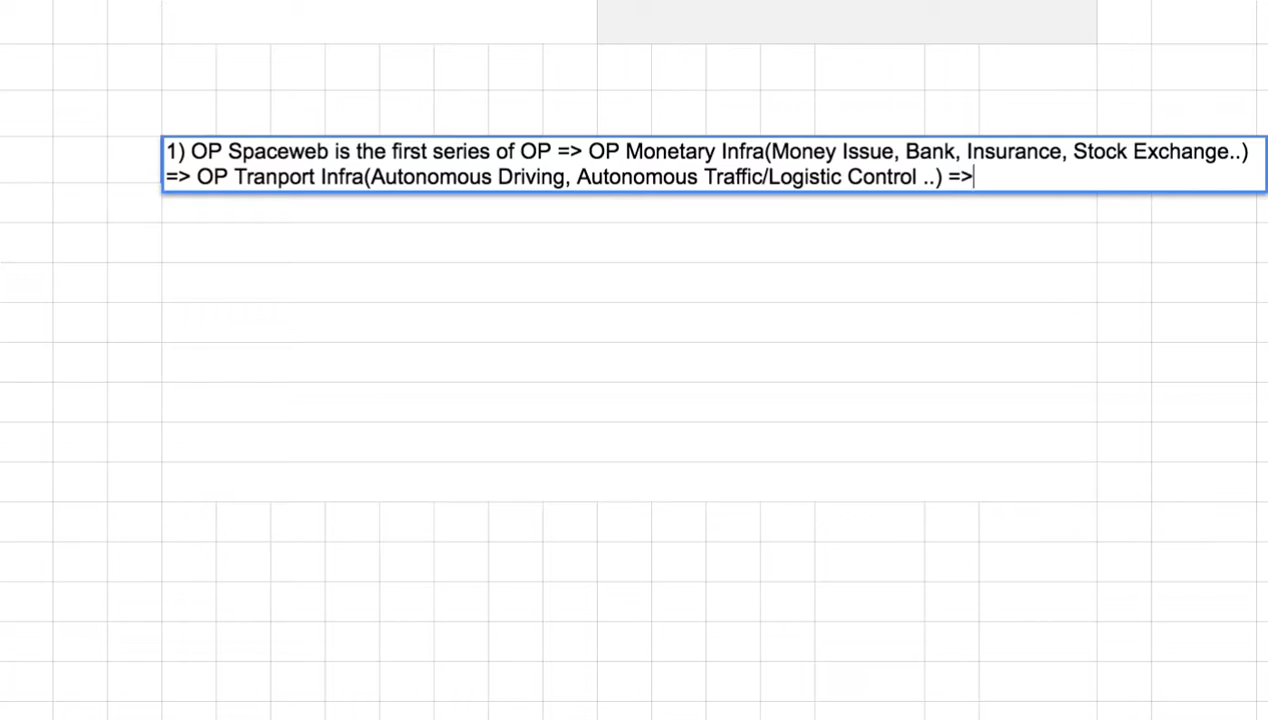 1) OP Spaceweb is the first series of OP => OP Monetary Infra(Money Issue, Bank, Insurance, Stock Exchange..)
=> OP Tranport Infra(Autonomous Driving, Autonomous Traffic/Logistic Control ..) =>